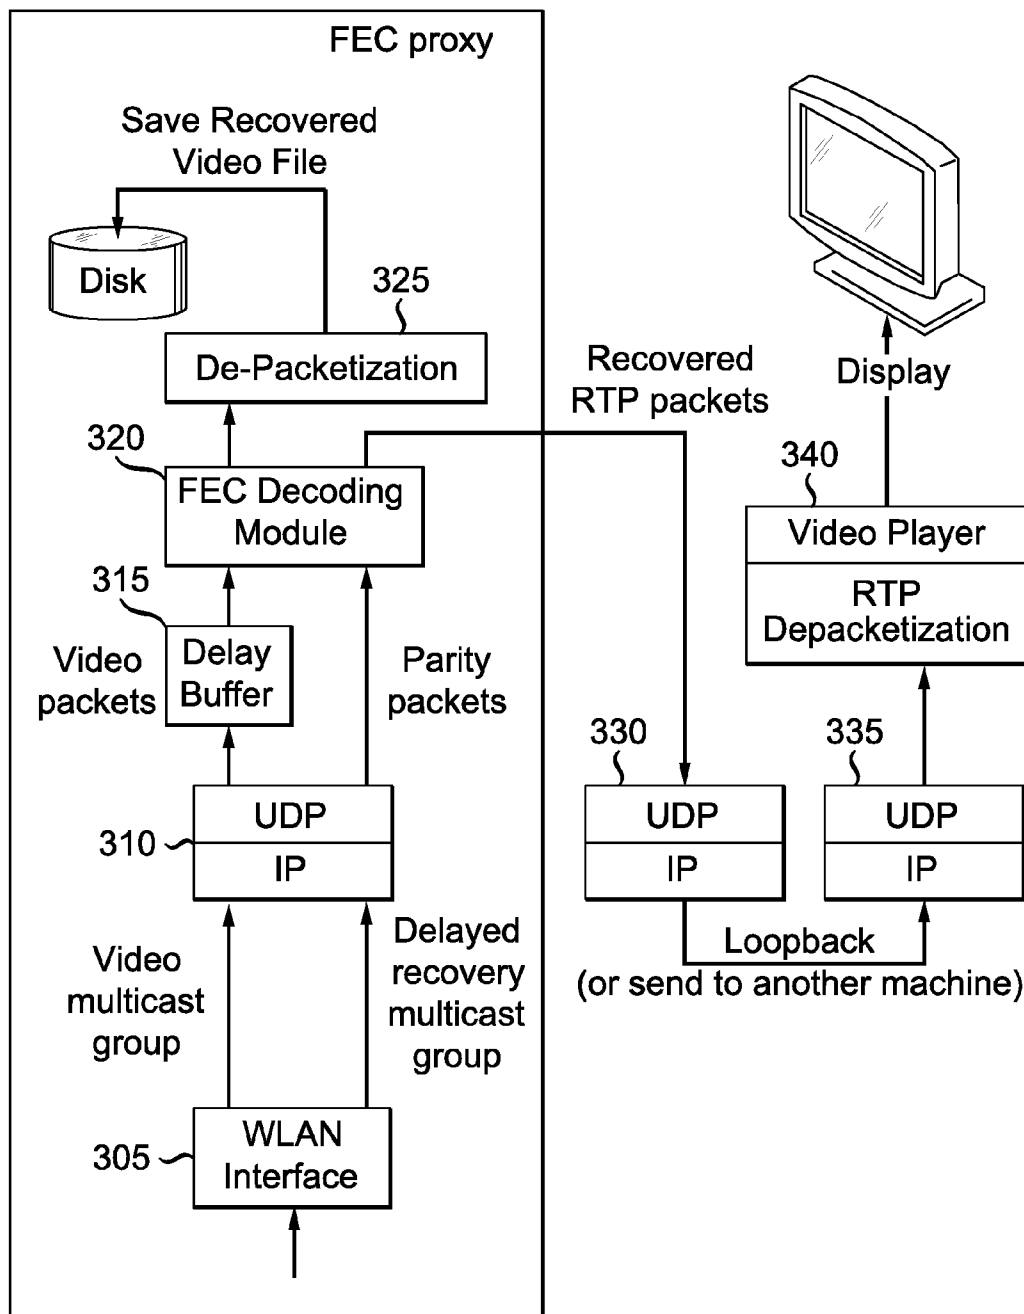 FEC proxy
Save Recovered
Video File
Disk
325
De-Packetization
Recovered
RTP packets
Display
320
FEC Decoding
Module
340
Video Player
RTP
Depacketization
315
Video
packets
Delay
Buffer
Parity
packets
330
335
310
UDP
IP
UDP
IP
UDP
IP
Loopback
(or send to another machine)
Video
multicast
group
Delayed
recovery
multicast
group
305
WLAN
Interface